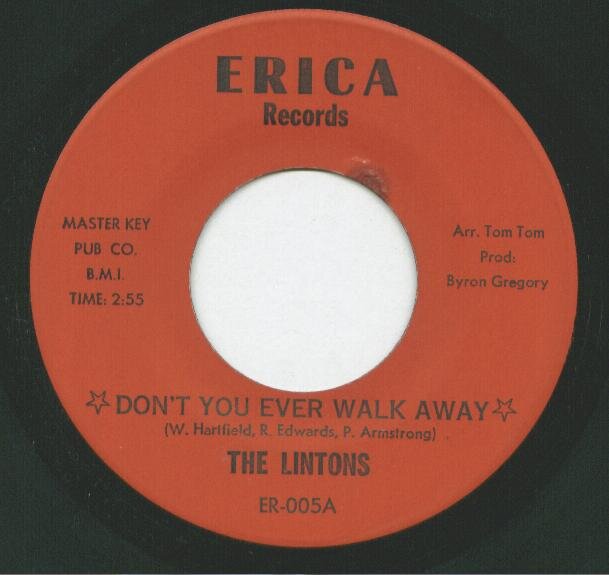 ERICA
Records
MASTER KEY
PUB CO.
B.M.I.
TIME: 2:55
Arr. Tom Tom
Prod:
Byron Gregory
☆ DON'T YOU EVER WALK AWAY ☆
(W. Hartfield, R. Edwards, P. Armstrong)
THE LINTONS
ER-005A